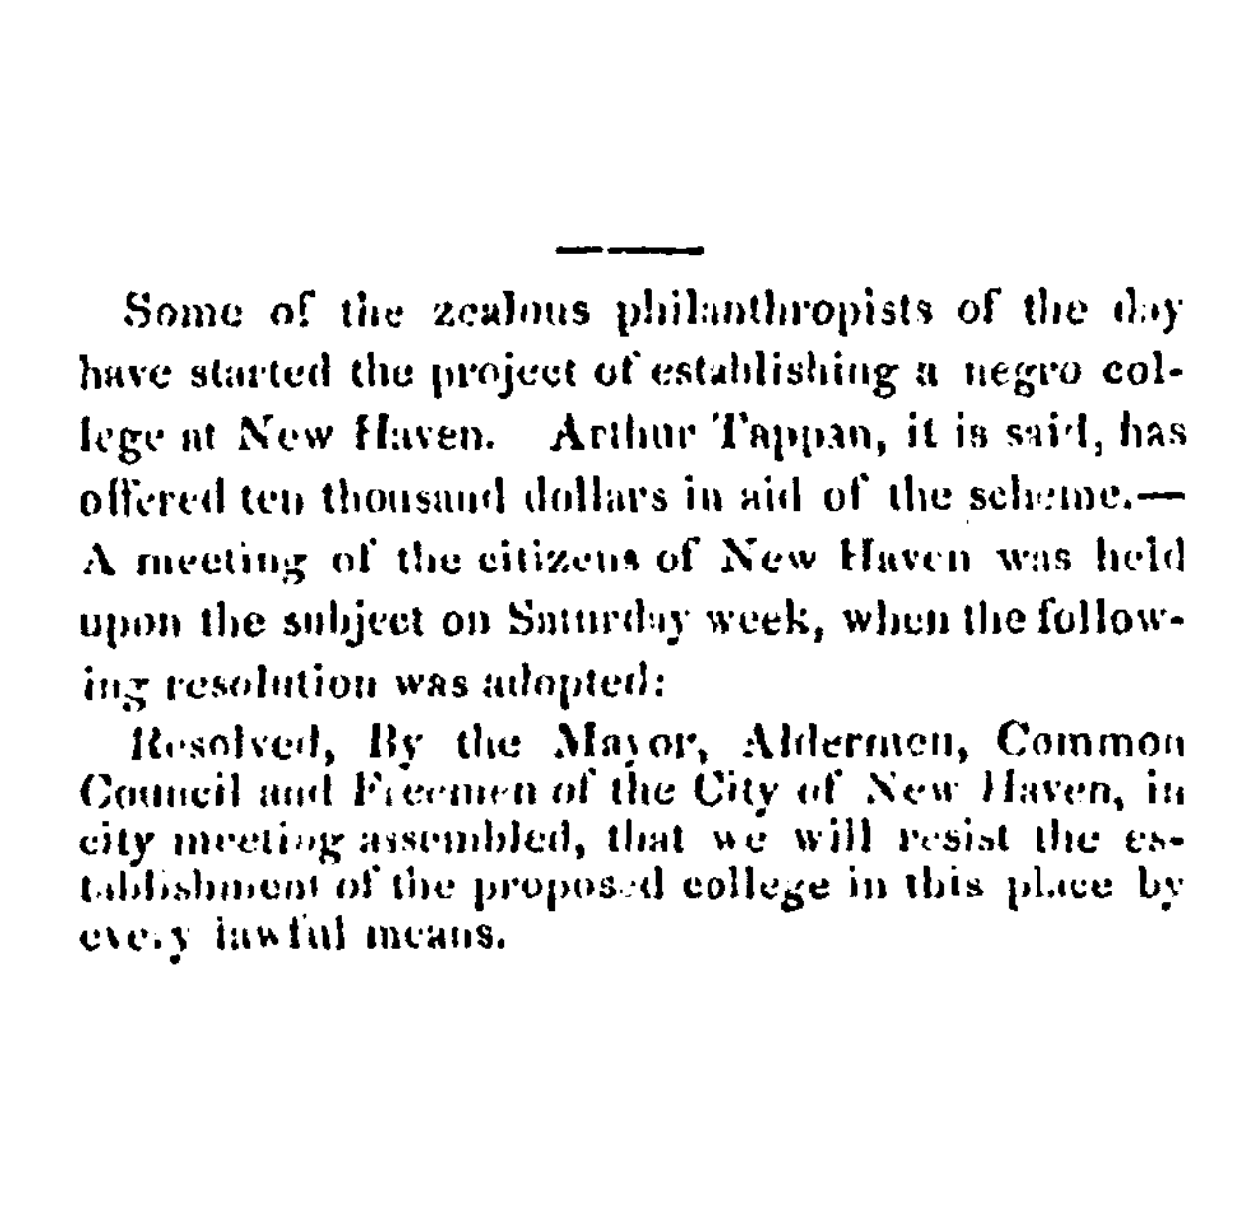 Some of the zealous philanthropists of the day
have started the project of establishing a negro col-
lege at New Haven. Arthur Tappan, it is said, has
offered ten thousand dollars in aid of the scheme.—
A meeting of the citizens of New Haven was held
upon the subject on Saturday week, when the follow-
ing resolution was adopted:
Resolved, By the Mayor, Aldermen, Common
Council and Freemen of the City of New Haven, in
city meeting assembled, that we will resist the es-
tablishment of the proposed college in this place by
every lawful means.